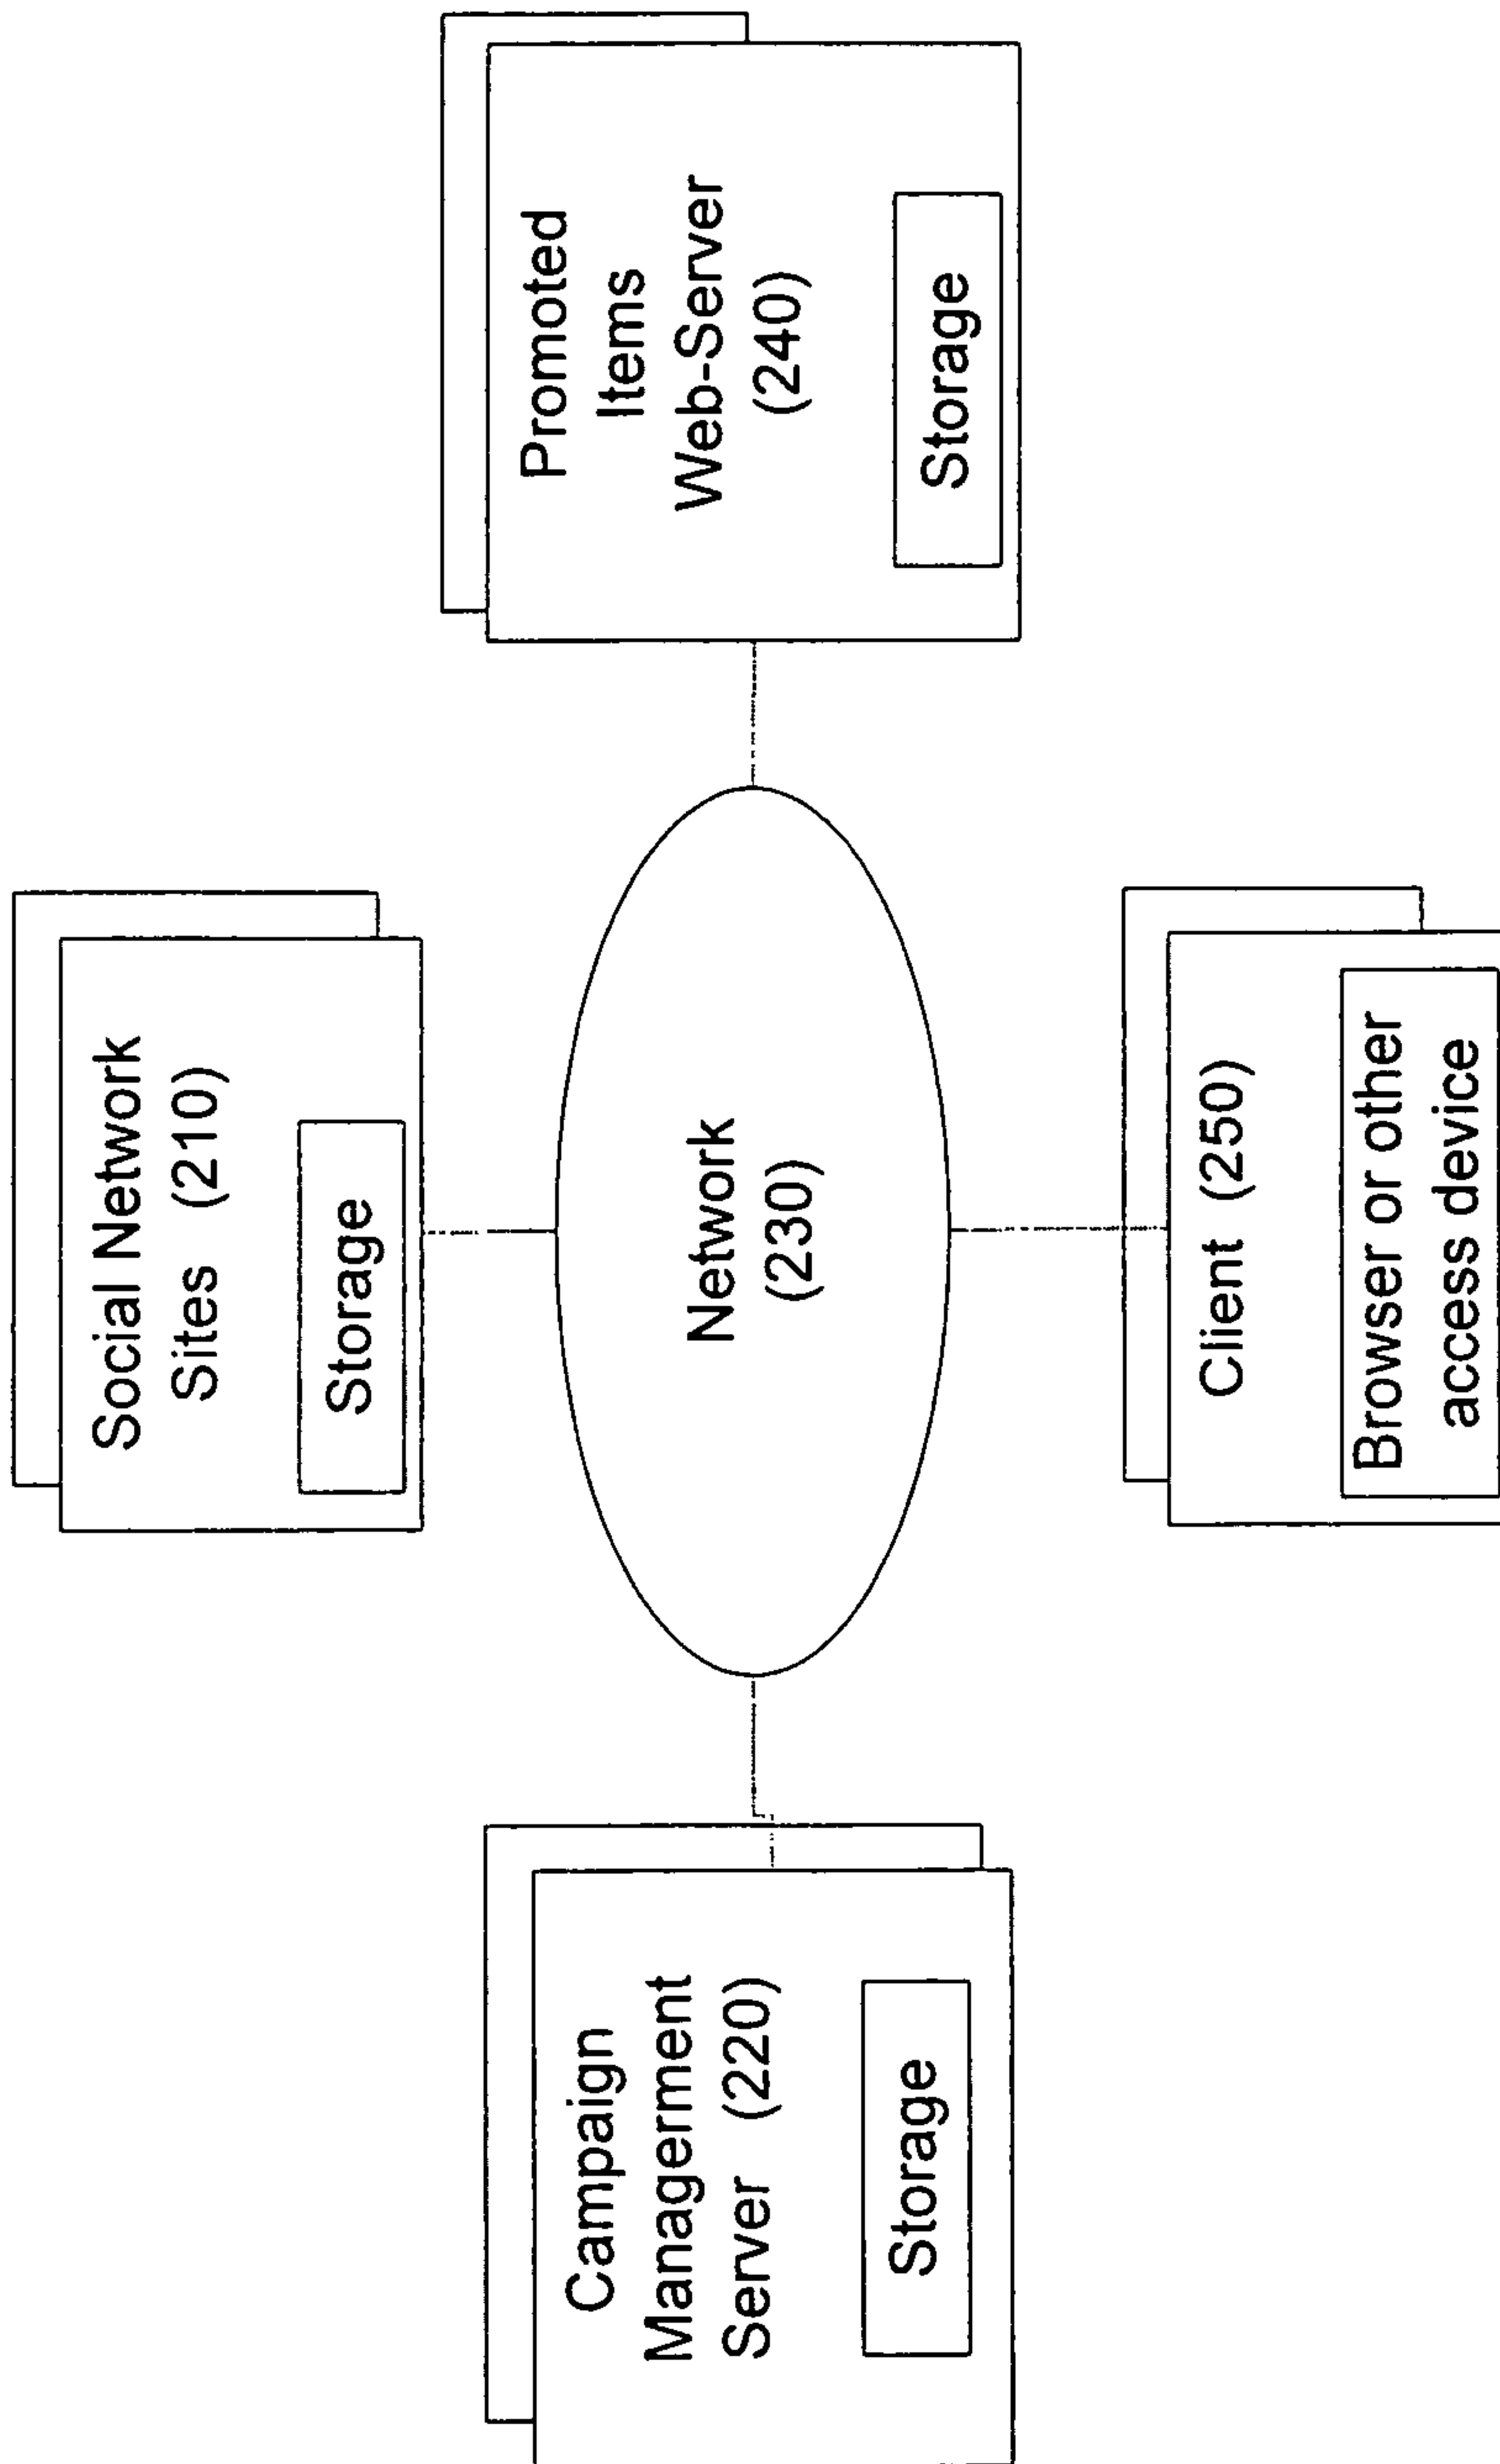 Social Network
Sites (210)
Storage
Campaign
Managerment
Server (220)
Storage
Network
(230)
Promoted
Items
Web-Server
(240)
Storage
Client (250)
Browser or other
access device